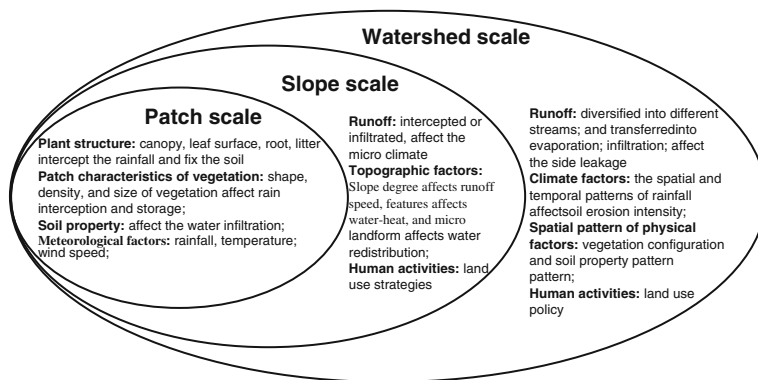 Watershed scale
Slope scale
Patch scale
Plant structure: canopy, leaf surface, root, litter
intercept the rainfall and fix the soil
Patch characteristics of vegetation: shape,
density, and size of vegetation affect rain
interception and storage;
Soil property: affect the water infiltration;
Meteorological factors: rainfall, temperature;
wind speed;
Runoff: intercepted or
infiltrated, affect the
micro climate
Topographic factors:
Slope degree affects runoff
speed, features affects
water-heat, and micro
landform affects water
redistribution;
Human activities: land
use strategies
Runoff: diversified into different
streams; and transferredinto
evaporation; infiltration; affect
the side leakage
Climate factors: the spatial and
temporal patterns of rainfall
affectsoil erosion intensity;
Spatial pattern of physical
factors: vegetation configuration
and soil property pattern
pattern;
Human activities: land use
policy